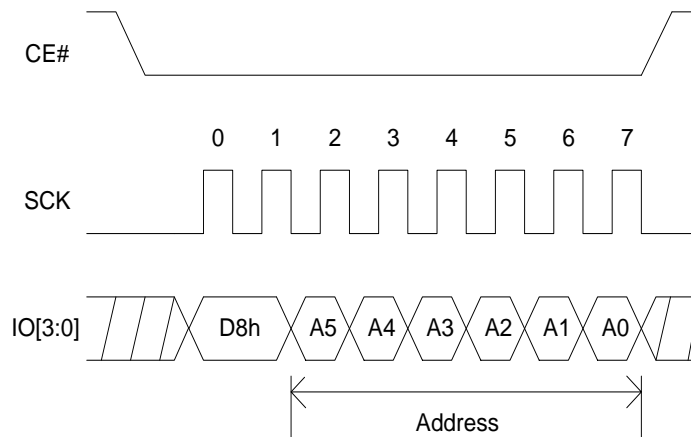 CE#
0 1 2 3 4 5 6 7
SCK
IO[3:0] D8h A5 A4 A3 A2 A1 A0
Address